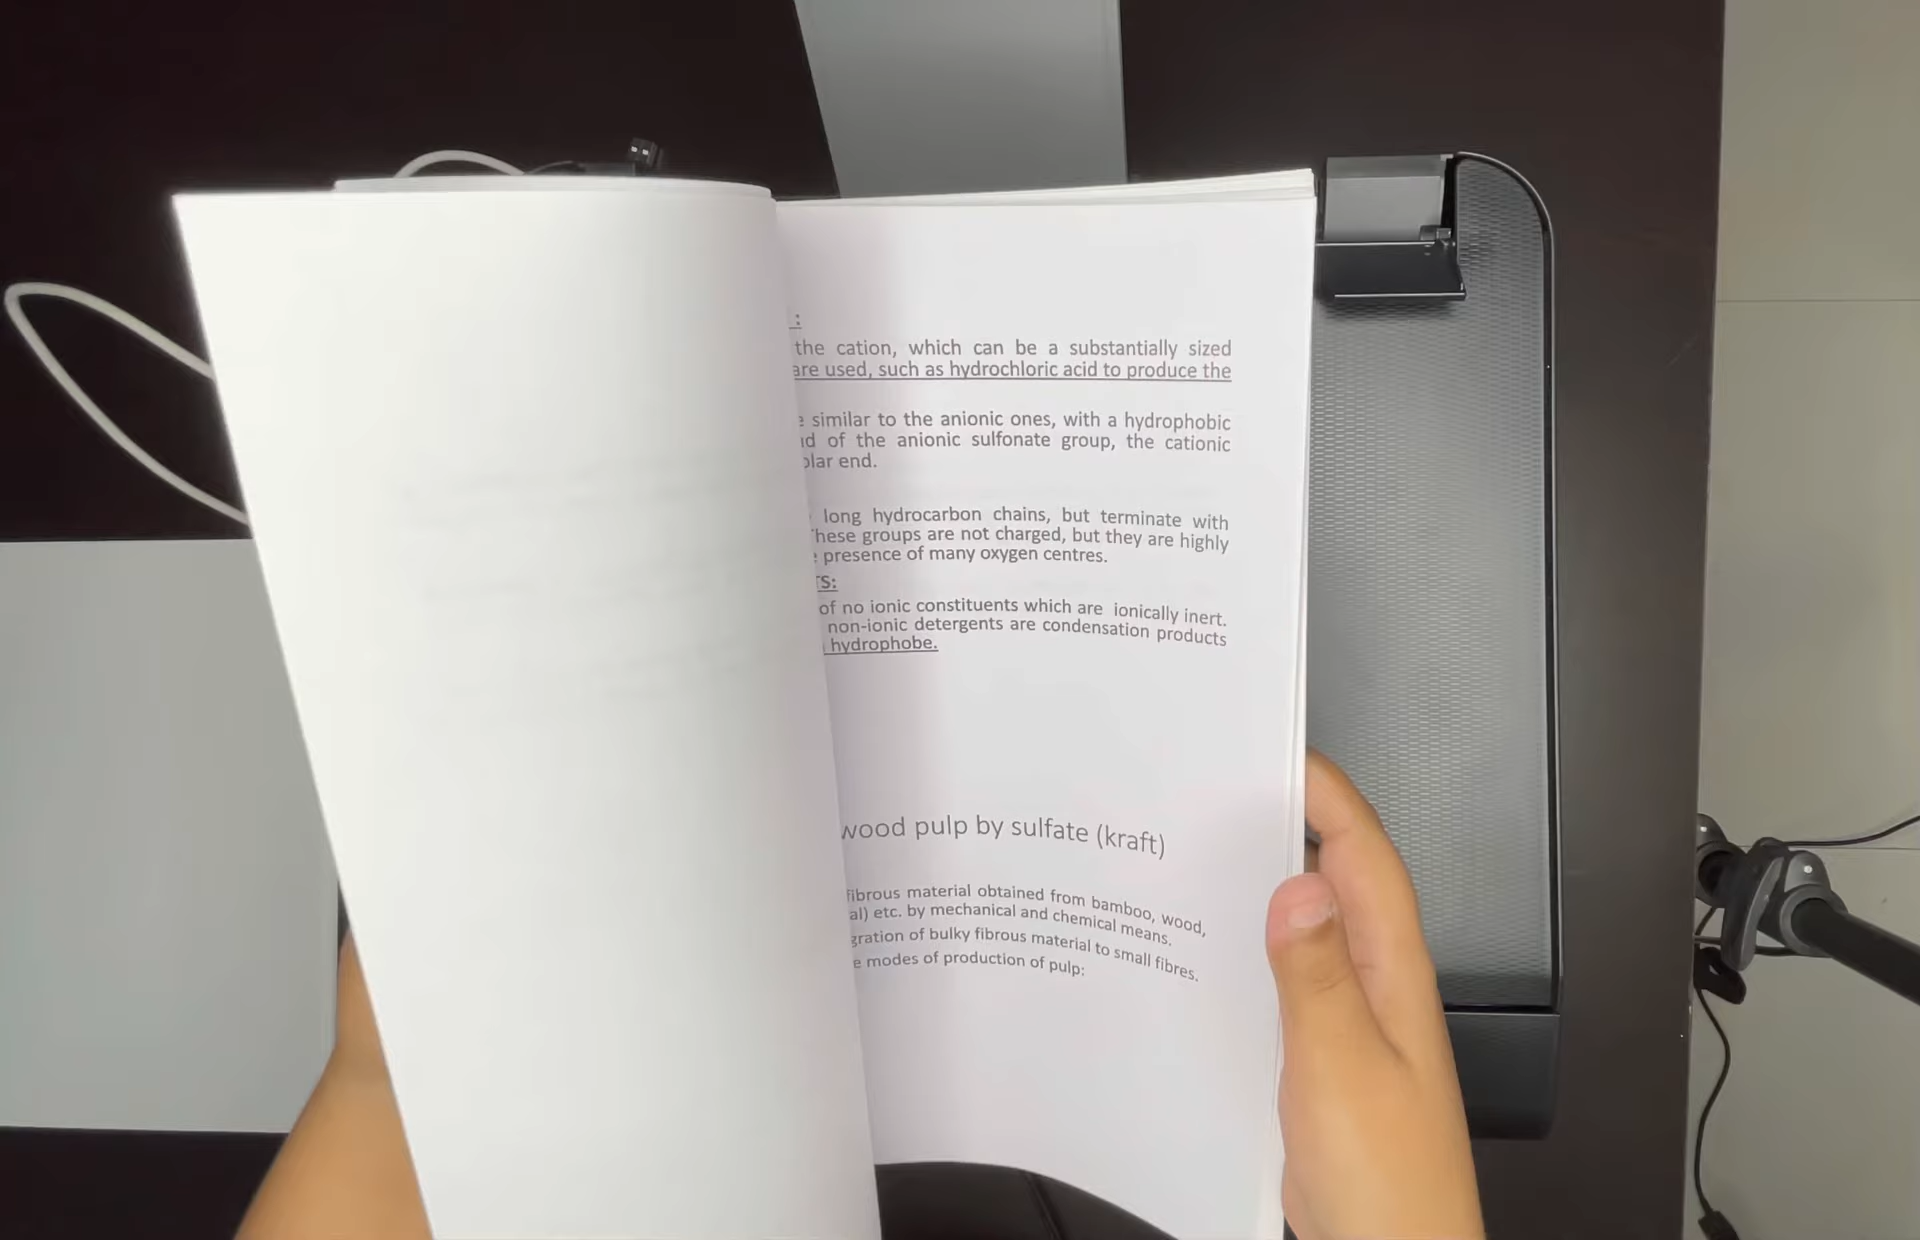 :
the cation, which can be a substantially sized
are used, such as hydrochloric acid to produce the
similar to the anionic ones, with a hydrophobic
of the anionic sulfonate group, the cationic
end.
long hydrocarbon chains, but terminate with
These groups are not charged, but they are highly
presence of many oxygen centres.
TS:
of no ionic constituents which are ionically inert.
non-ionic detergents are condensation products
hydrophobe.
wood pulp by sulfate (kraft)
fibrous material obtained from bamboo, wood,
al) etc. by mechanical and chemical means.
gration of bulky fibrous material to small fibres.
e modes of production of pulp: